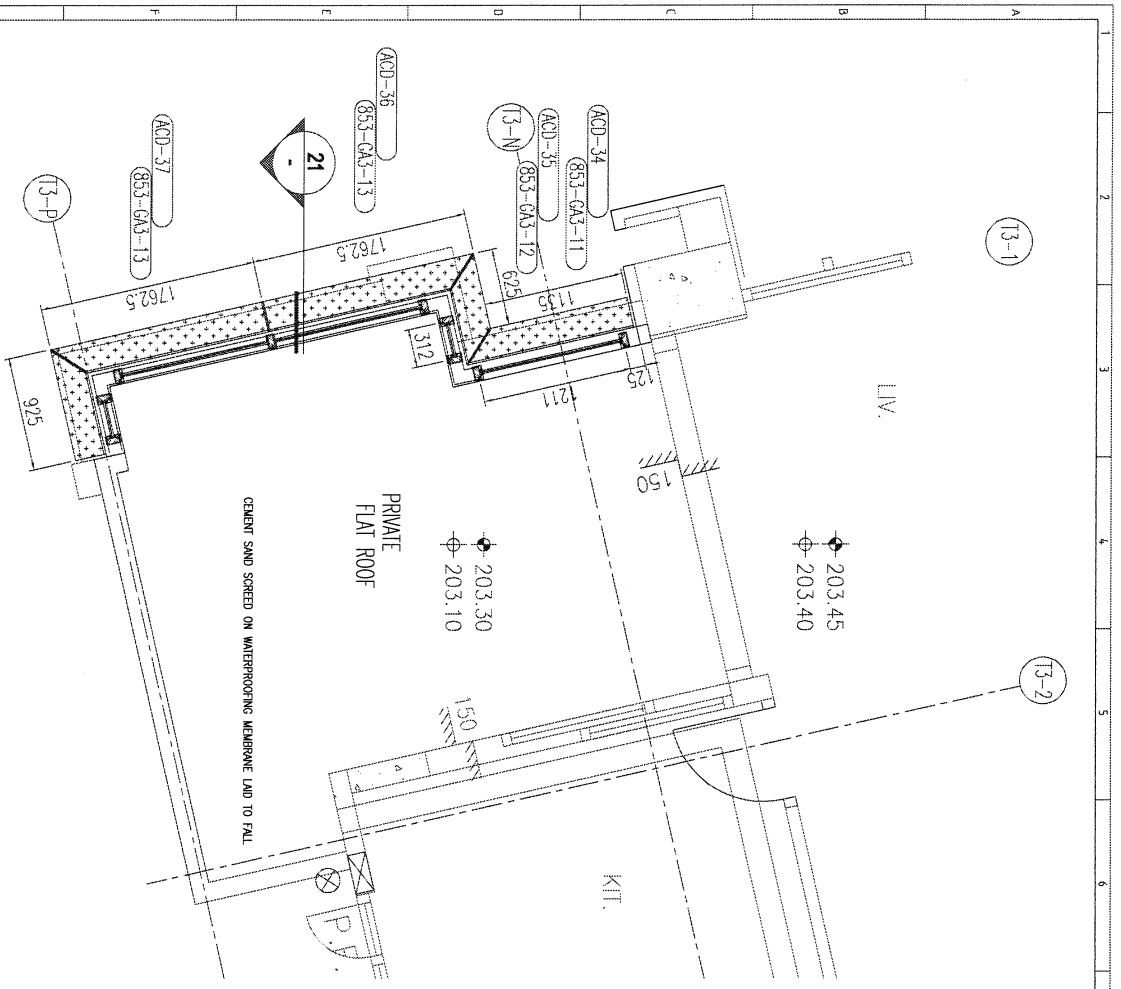 A
B
C
D
E
F
1
2
3
4
5
6
T3-1
T3-2
LIV.
203.45
203.40
150
ACD-34
853-GA3-11
ACD-35
853-GA3-12
T3-N
ACD-36
853-GA3-13
21
-
ACD-37
853-GA3-13
T3-P
1135
625
1762.5
1762.5
925
312
1211
125
203.30
203.10
PRIVATE
FLAT ROOF
CEMENT SAND SCREED ON WATERPROOFING MEMBRANE LAID TO FALL
150
KIT.